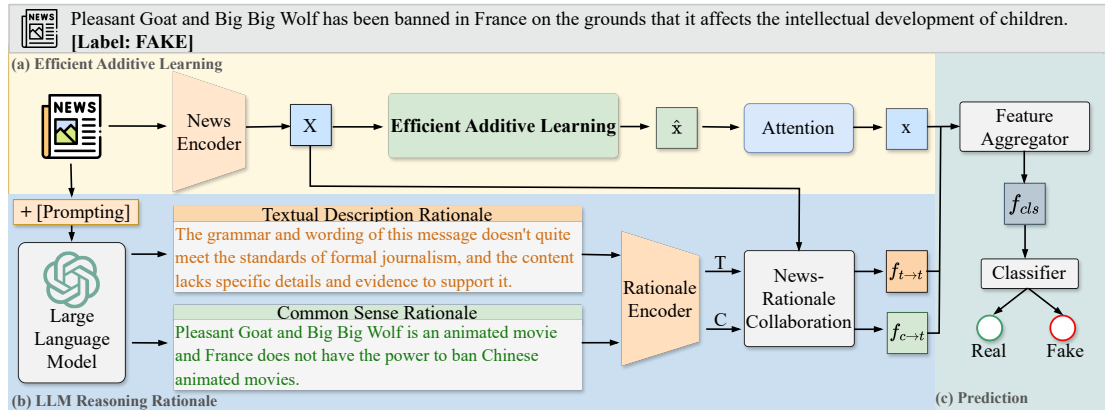 NEWS
Pleasant Goat and Big Big Wolf has been banned in France on the grounds that it affects the intellectual development of children.
[Label: FAKE]
(a) Efficient Additive Learning
NEWS
News
Encoder
X
Efficient Additive Learning
x̂
Attention
x
Feature
Aggregator
+ [Prompting]
Textual Description Rationale
The grammar and wording of this message doesn't quite
meet the standards of formal journalism, and the content
lacks specific details and evidence to support it.
Large
Language
Model
Common Sense Rationale
Pleasant Goat and Big Big Wolf is an animated movie
and France does not have the power to ban Chinese
animated movies.
Rationale
Encoder
T
C
News-
Rationale
Collaboration
f t→t
f c→t
f cls
Classifier
Real
Fake
(b) LLM Reasoning Rationale
(c) Prediction